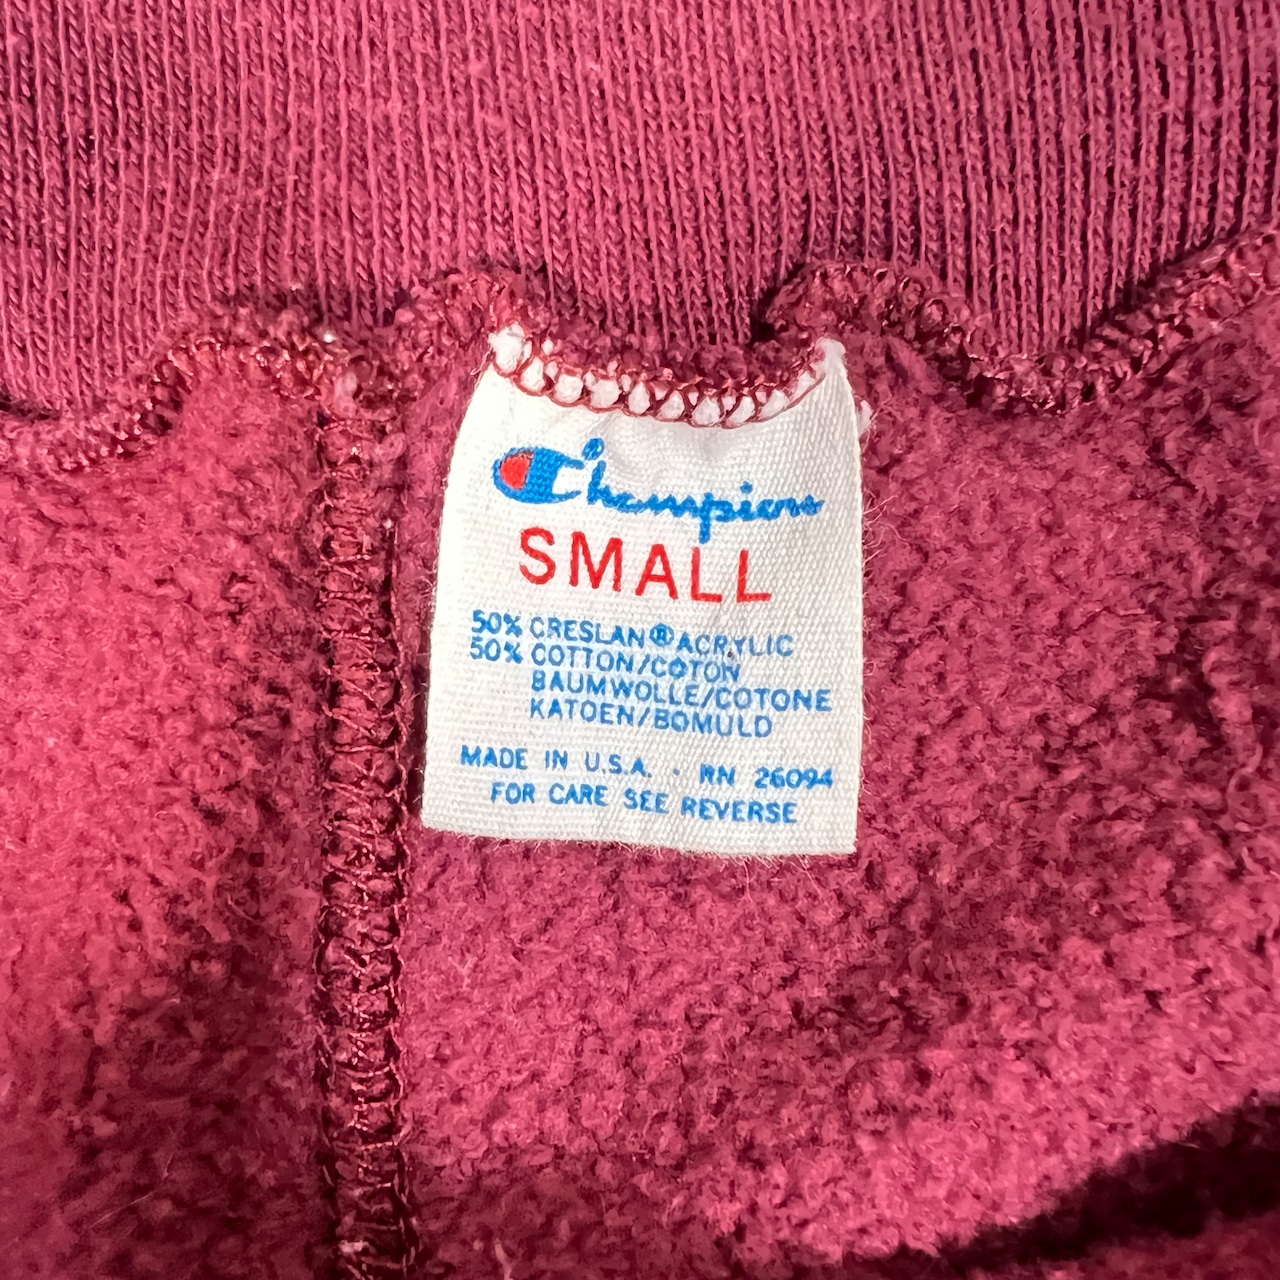 Champion
SMALL
50% CRESLAN® ACRYLIC
50% COTTON/COTON
BAUMWOLLE/COTONE
KATOEN/BOMULD
MADE IN U.S.A. · RN 26094
FOR CARE SEE REVERSE